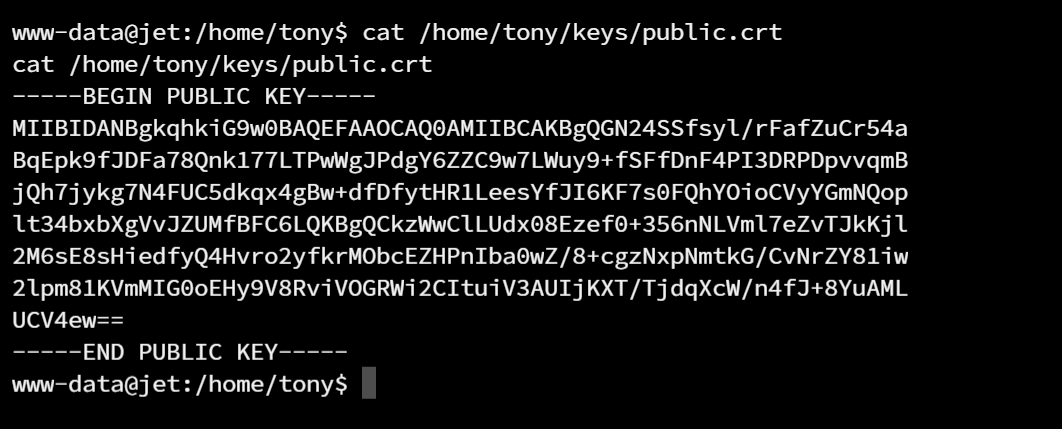 www-data@jet:/home/tony$ cat /home/tony/keys/public.crt
cat /home/tony/keys/public.crt
-----BEGIN PUBLIC KEY-----
MIIBIDANBgkqhkiG9w0BAQEFAAOCAQ0AMIIBCAKBgQGN24SSfsyl/rFafZuCr54a
BqEpk9fJDFa78Qnk177LTPwWgJPdgY6ZZC9w7LWuy9+fSFfDnF4PI3DRPDpvvqmB
jQh7jykg7N4FUC5dkqx4gBw+dfDfytHR1LeesYfJI6KF7s0FQhYOioCVyYGmNQop
lt34bxbXgVvJZUMfBFC6LQKBgQCkzWwClLUdx08Ezef0+356nNLVml7eZvTJkKjl
2M6sE8sHiedfyQ4Hvro2yfkrMObcEZHPnIba0wZ/8+cgzNxpNmtkG/CvNrZY81iw
2lpm81KVmMIG0oEHy9V8RviVOGRWi2CItuiV3AUIjKXT/TjdqXcW/n4fJ+8YuAML
UCV4ew==
-----END PUBLIC KEY-----
www-data@jet:/home/tony$